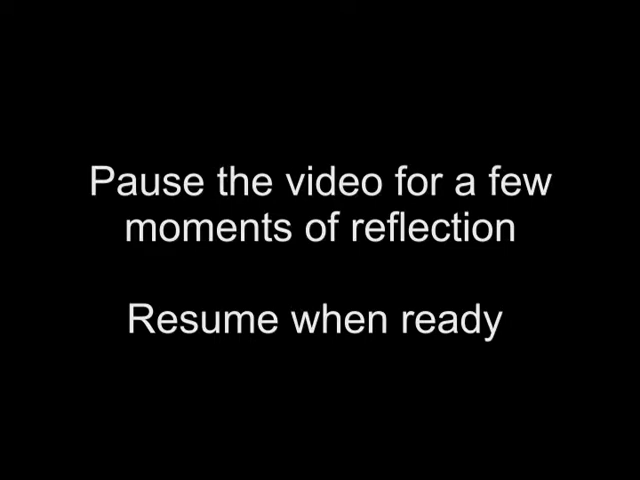 Pause the video for a few
moments of reflection
Resume when ready